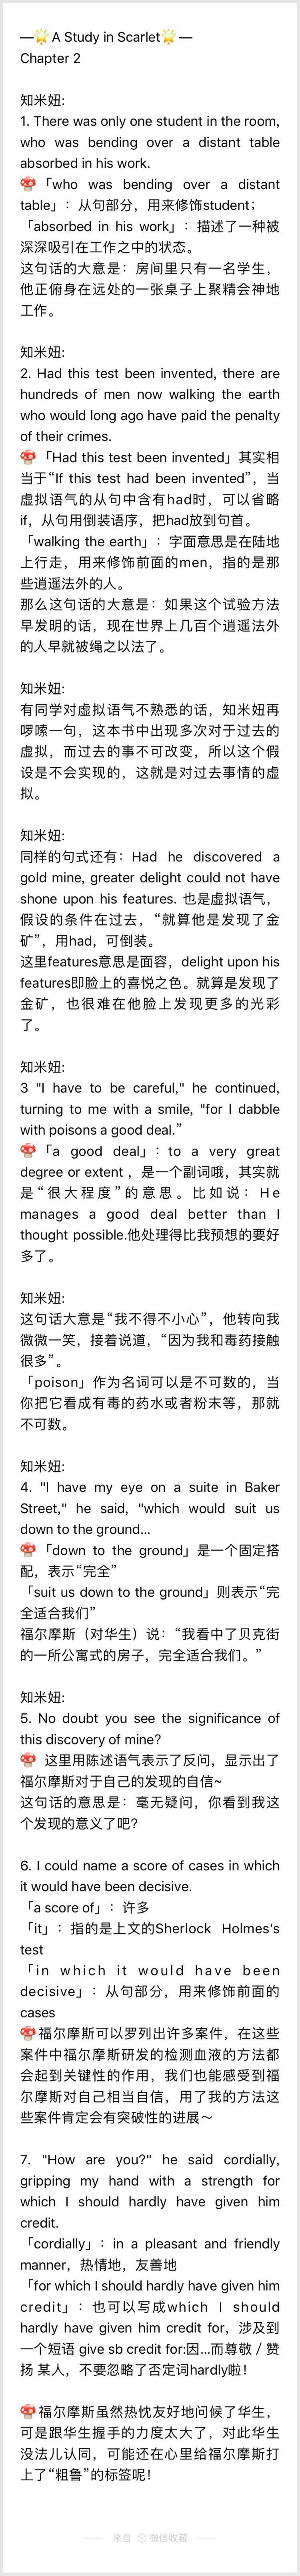 —🌟A Study in Scarlet🌟—
Chapter 2
知米妞:
1. There was only one student in the room,
who was bending over a distant table
absorbed in his work.
🍄「who was bending over a distant
table」：从句部分，用来修饰student；
「absorbed in his work」：描述了一种被
深深吸引在工作之中的状态。
这句话的大意是：房间里只有一名学生，
他正俯身在远处的一张桌子上聚精会神地
工作。
知米妞:
2. Had this test been invented, there are
hundreds of men now walking the earth
who would long ago have paid the penalty
of their crimes.
🍄「Had this test been invented」其实相
当于“If this test had been invented”，当
虚拟语气的从句中含有had时，可以省略
if，从句用倒装语序，把had放到句首。
「walking the earth」：字面意思是在陆地
上行走，用来修饰前面的men，指的是那
些逍遥法外的人。
那么这句话的大意是：如果这个试验方法
早发明的话，现在世界上几百个逍遥法外
的人早就被绳之以法了。
知米妞:
有同学对虚拟语气不熟悉的话，知米妞再
啰嗦一句，这本书中出现多次对于过去的
虚拟，而过去的事不可改变，所以这个假
设是不会实现的，这就是对过去事情的虚
拟。
知米妞:
同样的句式还有：Had he discovered a
gold mine, greater delight could not have
shone upon his features. 也是虚拟语气，
假设的条件在过去，“就算他是发现了金
矿”，用had，可倒装。
这里features意思是面容，delight upon his
features即脸上的喜悦之色。就算是发现了
金矿，也很难在他脸上发现更多的光彩
了。
知米妞:
3 "I have to be careful," he continued,
turning to me with a smile, "for I dabble
with poisons a good deal.”
🍄「a good deal」：to a very great
degree or extent ，是一个副词哦，其实就
是“很大程度”的意思。比如说：He
manages a good deal better than I
thought possible.他处理得比我预想的要好
多了。
知米妞:
这句话大意是“我不得不小心”，他转向我
微微一笑，接着说道，“因为我和毒药接触
很多”。
「poison」作为名词可以是不可数的，当
你把它看成有毒的药水或者粉末等，那就
不可数。
知米妞:
4. "I have my eye on a suite in Baker
Street," he said, "which would suit us
down to the ground...
🍄「down to the ground」是一个固定搭
配，表示“完全”
「suit us down to the ground」则表示“完
全适合我们”
福尔摩斯（对华生）说：“我看中了贝克街
的一所公寓式的房子，完全适合我们。”
知米妞:
5. No doubt you see the significance of
this discovery of mine?
🍄 这里用陈述语气表示了反问，显示出了
福尔摩斯对于自己的发现的自信~
这句话的意思是：毫无疑问，你看到我这
个发现的意义了吧？
6. I could name a score of cases in which
it would have been decisive.
「a score of」：许多
「it」：指的是上文的Sherlock Holmes's
test
「in which it would have been
decisive」：从句部分，用来修饰前面的
cases
🍄福尔摩斯可以罗列出许多案件，在这些
案件中福尔摩斯研发的检测血液的方法都
会起到关键性的作用，我们也能感受到福
尔摩斯对自己相当自信，用了我的方法这
些案件肯定会有突破性的进展～
7. "How are you?" he said cordially,
gripping my hand with a strength for
which I should hardly have given him
credit.
「cordially」：in a pleasant and friendly
manner，热情地，友善地
「for which I should hardly have given him
credit」：也可以写成which I should
hardly have given him credit for，涉及到
一个短语 give sb credit for:因...而尊敬 / 赞
扬 某人，不要忽略了否定词hardly啦！
🍄福尔摩斯虽然热忱友好地问候了华生，
可是跟华生握手的力度太大了，对此华生
没法儿认同，可能还在心里给福尔摩斯打
上了“粗鲁”的标签呢！
来自 微信收藏